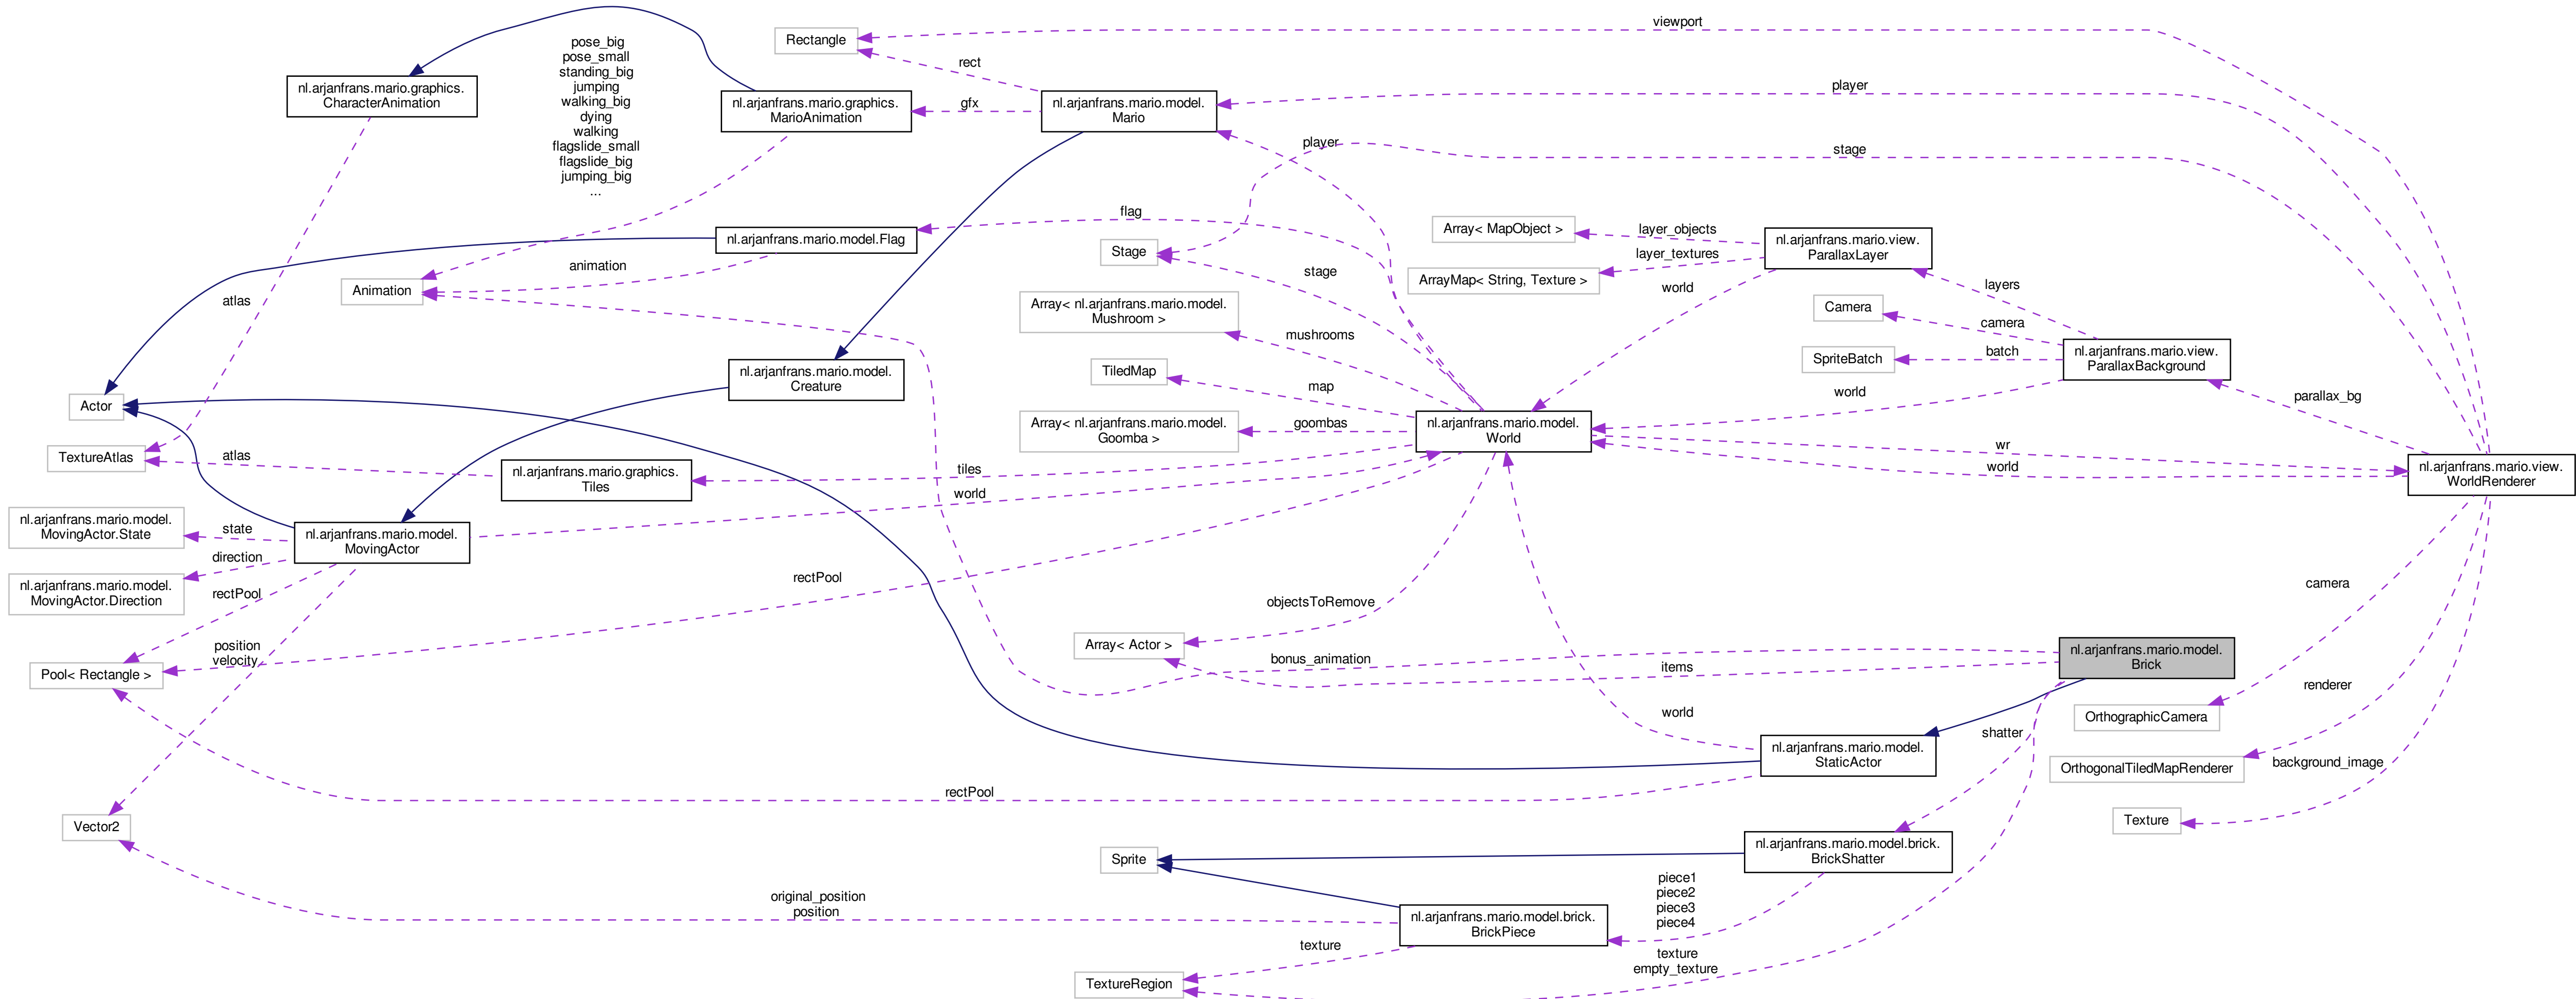 viewport
Rectangle
pose_big
pose_small
standing_big
jumping
walking_big
dying
walking
flagslide_small
flagslide_big
jumping_big
...
rect
player
nl.arjanfrans.mario.graphics.
CharacterAnimation
nl.arjanfrans.mario.graphics.
MarioAnimation
gfx
nl.arjanfrans.mario.model.
Mario
player
stage
flag
nl.arjanfrans.mario.model.Flag
Array< MapObject >
layer_objects
nl.arjanfrans.mario.view.
ParallaxLayer
Stage
layer_textures
animation
stage
ArrayMap< String, Texture >
world
layers
Animation
atlas
Array< nl.arjanfrans.mario.model.
Mushroom >
Camera
camera
mushrooms
SpriteBatch
batch
nl.arjanfrans.mario.view.
ParallaxBackground
TiledMap
nl.arjanfrans.mario.model.
Creature
map
world
parallax_bg
Actor
Array< nl.arjanfrans.mario.model.
Goomba >
goombas
nl.arjanfrans.mario.model.
World
wr
TextureAtlas
atlas
nl.arjanfrans.mario.graphics.
Tiles
tiles
world
world
nl.arjanfrans.mario.view.
WorldRenderer
nl.arjanfrans.mario.model.
MovingActor.State
state
nl.arjanfrans.mario.model.
MovingActor
direction
nl.arjanfrans.mario.model.
MovingActor.Direction
rectPool
rectPool
camera
objectsToRemove
position
velocity
Pool< Rectangle >
Array< Actor >
bonus_animation
items
nl.arjanfrans.mario.model.
Brick
renderer
OrthographicCamera
world
shatter
nl.arjanfrans.mario.model.
StaticActor
OrthogonalTiledMapRenderer
background_image
rectPool
Vector2
Texture
Sprite
nl.arjanfrans.mario.model.brick.
BrickShatter
piece1
piece2
piece3
piece4
original_position
position
nl.arjanfrans.mario.model.brick.
BrickPiece
texture
texture
empty_texture
TextureRegion